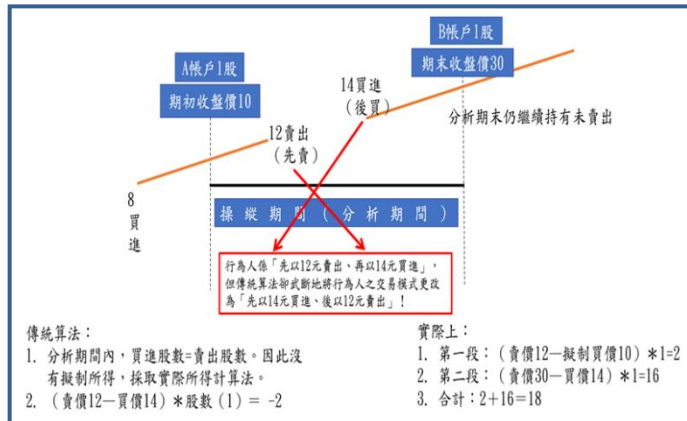 B帳戶1股
期末收盤價30
A帳戶1股
期初收盤價10
14買進
（後買）
分析期末仍繼續持有未賣出
12賣出
（先賣）
8
買
進
操縱期間（分析期間）
行為人係「先以12元賣出、再以14元買進」，
但傳統算法卻武斷地將行為人之交易模式更改
為「先以14元買進、後以12元賣出」！
傳統算法：
1. 分析期間內，買進股數=賣出股數。因此沒
有擬制所得，採取實際所得計算法。
2. （賣價12—買價14）*股數（1）= -2
實際上：
1. 第一段：（賣價12—擬制買價10）*1=2
2. 第二段：（賣價30—買價14）*1=16
3. 合計：2+16=18